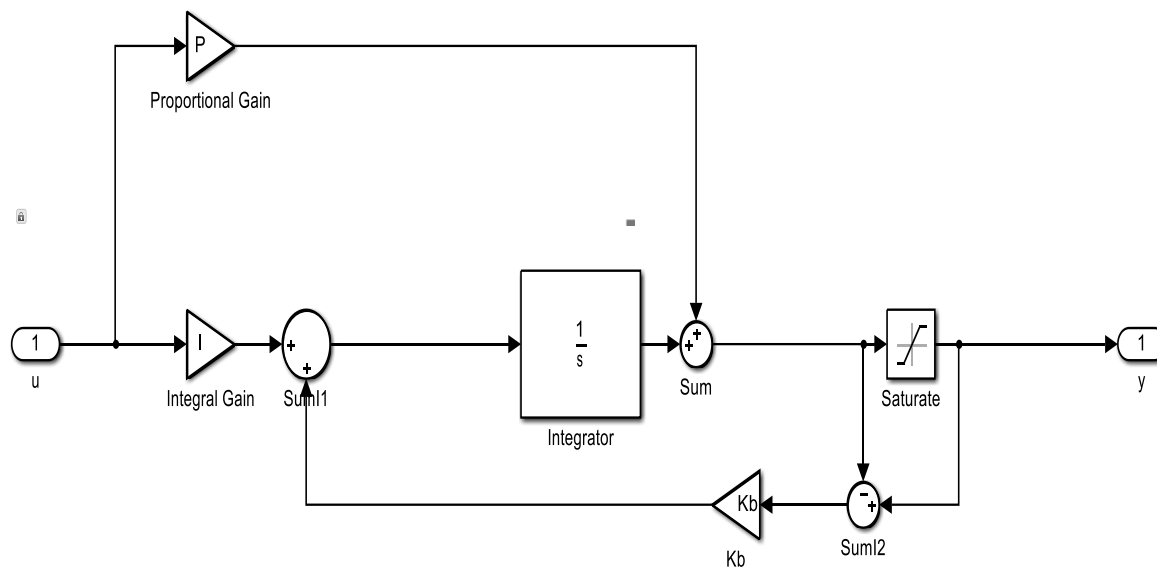 P
Proportional Gain
1
u
I
Integral Gain
+
+
SumI1
1
s
Integrator
+
+
Sum
Saturate
1
y
Kb
Kb
−
+
SumI2